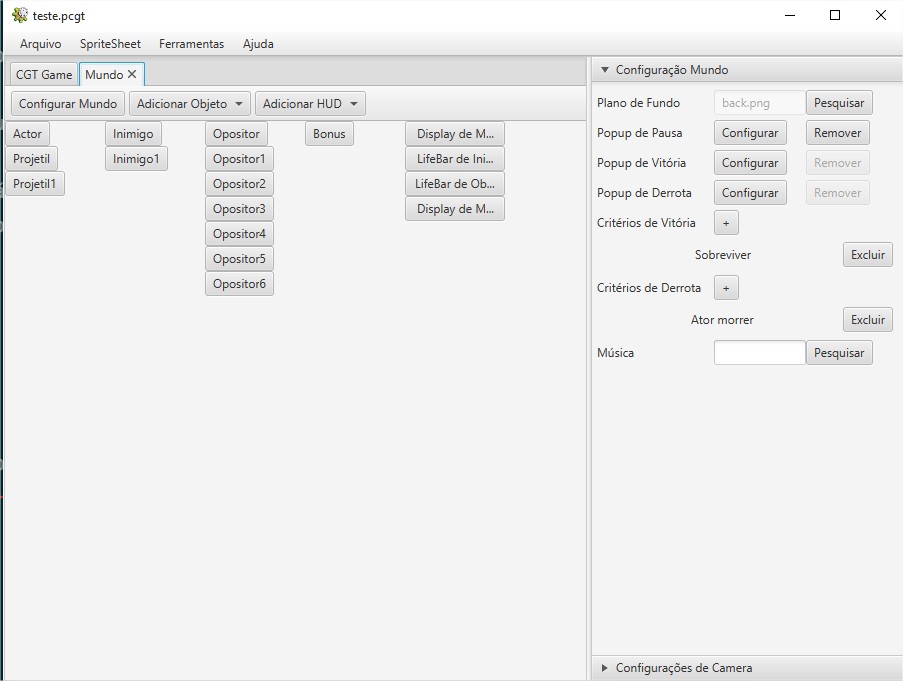 teste.pcgt
Arquivo SpriteSheet Ferramentas Ajuda
CGT Game Mundo
Configurar Mundo Adicionar Objeto Adicionar HUD
Actor Inimigo Opositor Bonus Display de M...
Projetil Inimigo1 Opositor1 LifeBar de Ini...
Projetil1 Opositor2 LifeBar de Ob...
Opositor3 Display de M...
Opositor4
Opositor5
Opositor6
Configuração Mundo
Plano de Fundo back.png Pesquisar
Popup de Pausa Configurar Remover
Popup de Vitória Configurar Remover
Popup de Derrota Configurar Remover
Critérios de Vitória +
Sobreviver Excluir
Critérios de Derrota +
Ator morrer Excluir
Música Pesquisar
Configurações de Camera